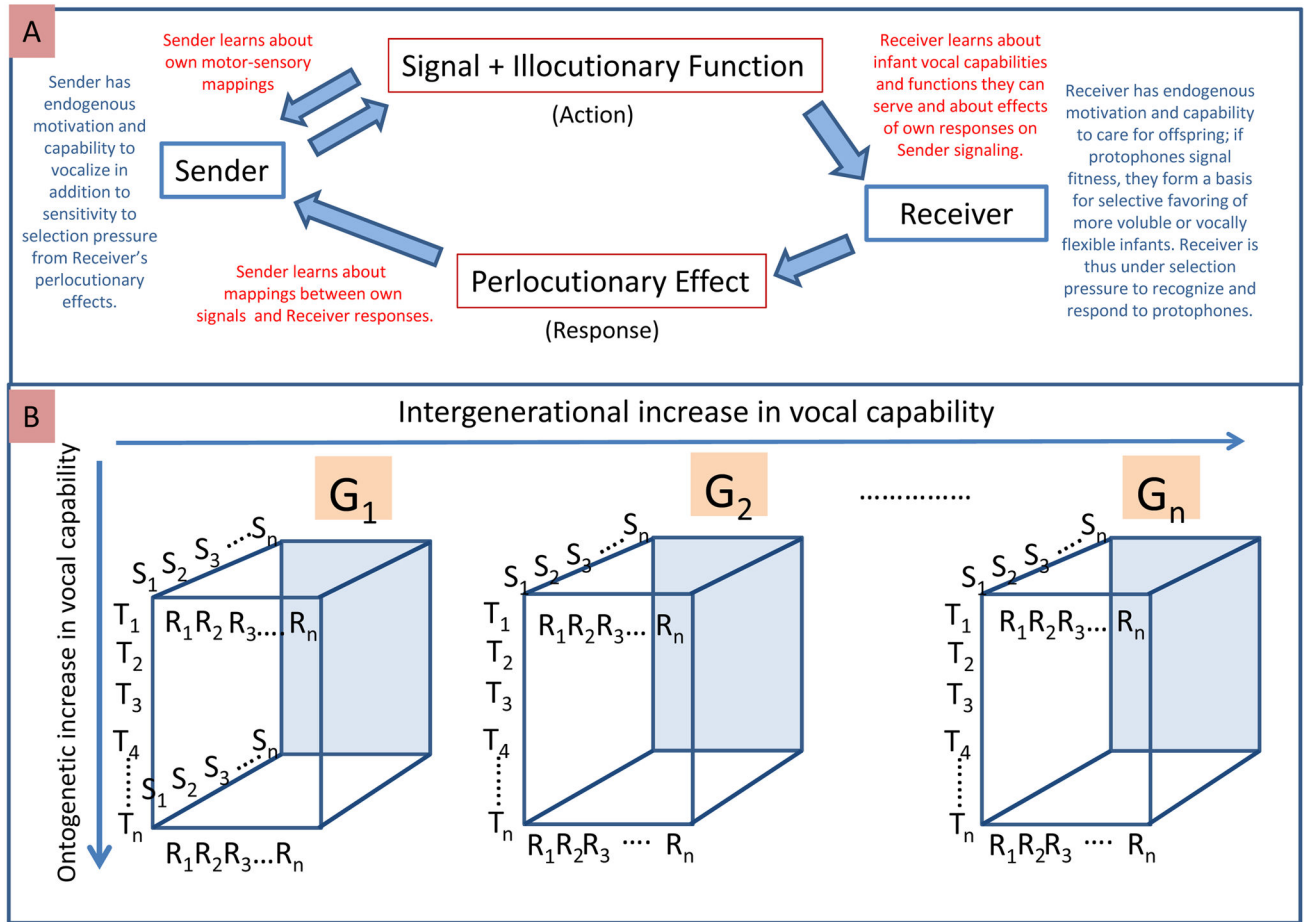 A
Sender learns about
own motor-sensory
mappings
Signal + Illocutionary Function
(Action)
Receiver learns about
infant vocal capabilities
and functions they can
serve and about effects
of own responses on
Sender signaling.
Sender has
endogenous
motivation and
capability to
vocalize in
addition to
sensitivity to
selection pressure
from Receiver's
perlocutionary
effects.
Sender
Receiver
Receiver has endogenous
motivation and capability
to care for offspring; if
protophones signal
fitness, they form a basis
for selective favoring of
more voluble or vocally
flexible infants. Receiver is
thus under selection
pressure to recognize and
respond to protophones.
Sender learns about
mappings between own
signals and Receiver responses.
Perlocutionary Effect
(Response)
B
Intergenerational increase in vocal capability
Ontogenetic increase in vocal capability
G1
S1 S2 S3 ..... Sn
R1R2 R3.... Rn
T1
T2
T3
T4
......
Tn
S1 S2 S3 ..... Sn
R1R2R3...Rn
G2
S1 S2 S3..... Sn
R1R2R3... Rn
T1
T2
T3
T4
......
Tn
R1R2R3 .... Rn
...............
Gn
S1 S2 S3..... Sn
R1R2R3... Rn
T1
T2
T3
T4
......
Tn
R1R2R3 .... Rn